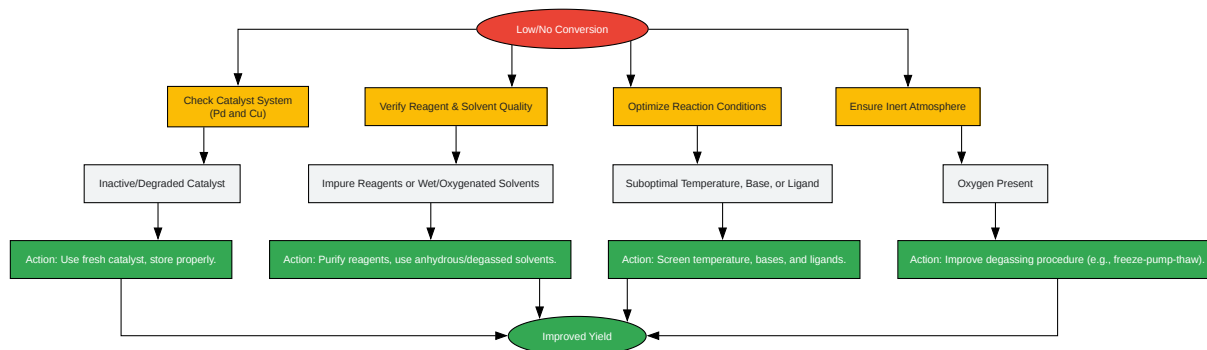 Low/No Conversion
Check Catalyst System
(Pd and Cu)
Verify Reagent & Solvent Quality
Optimize Reaction Conditions
Ensure Inert Atmosphere
Inactive/Degraded Catalyst
Impure Reagents or Wet/Oxygenated Solvents
Suboptimal Temperature, Base, or Ligand
Oxygen Present
Action: Use fresh catalyst, store properly.
Action: Purify reagents, use anhydrous/degassed solvents.
Action: Screen temperature, bases, and ligands.
Action: Improve degassing procedure (e.g., freeze-pump-thaw).
Improved Yield